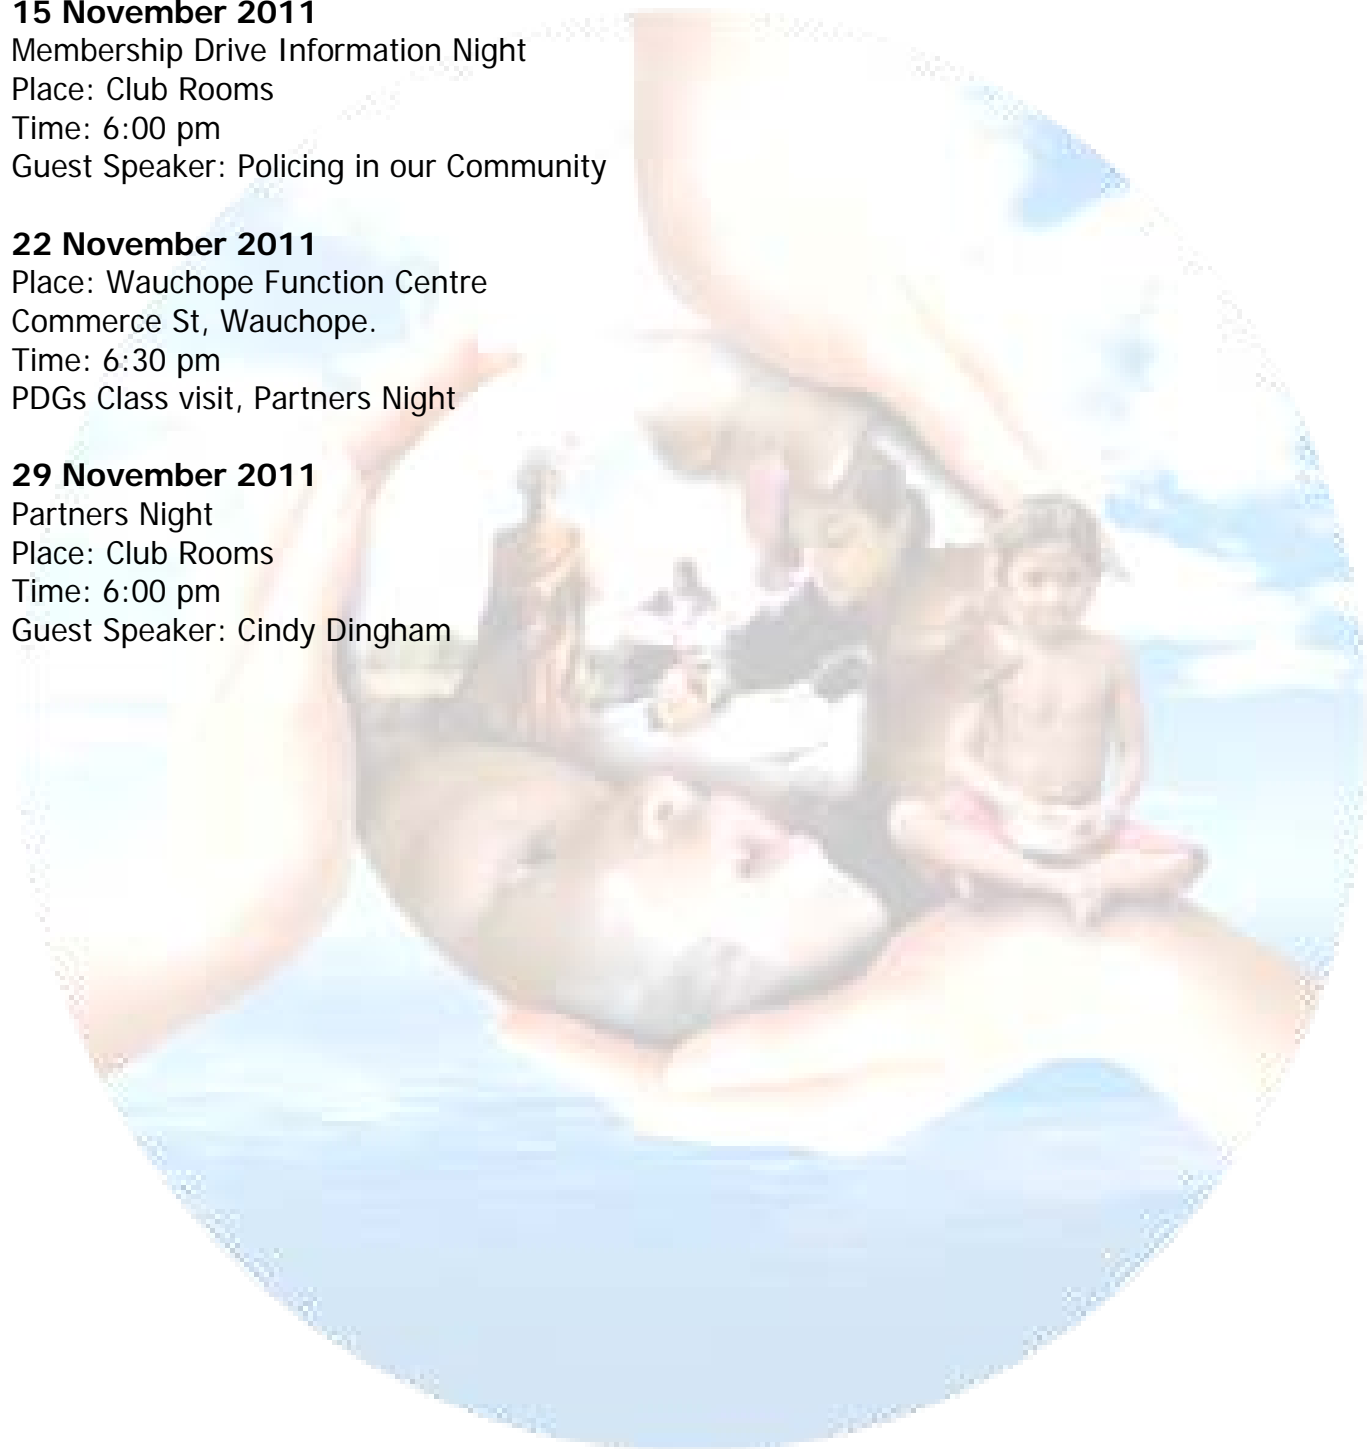 15 November 2011
Membership Drive Information Night
Place: Club Rooms
Time: 6:00 pm
Guest Speaker: Policing in our Community
22 November 2011
Place: Wauchope Function Centre
Commerce St, Wauchope.
Time: 6:30 pm
PDGs Class visit, Partners Night
29 November 2011
Partners Night
Place: Club Rooms
Time: 6:00 pm
Guest Speaker: Cindy Dingham